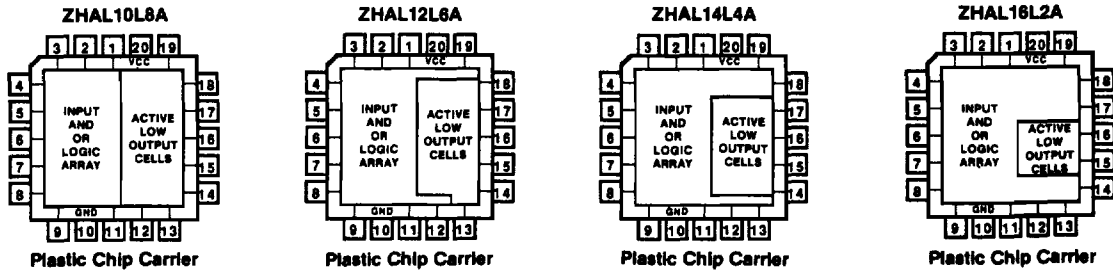 ZHAL10L8A
3 2 1 20 19
VCC
4 5 6 7 8
INPUT
AND
OR
LOGIC
ARRAY
ACTIVE
LOW
OUTPUT
CELLS
18 17 16 15 14
GND
9 10 11 12 13
Plastic Chip Carrier
ZHAL12L6A
3 2 1 20 19
VCC
4 5 6 7 8
INPUT
AND
OR
LOGIC
ARRAY
ACTIVE
LOW
OUTPUT
CELLS
18 17 16 15 14
GND
9 10 11 12 13
Plastic Chip Carrier
ZHAL14L4A
3 2 1 20 19
VCC
4 5 6 7 8
INPUT
AND
OR
LOGIC
ARRAY
ACTIVE
LOW
OUTPUT
CELLS
18 17 16 15 14
GND
9 10 11 12 13
Plastic Chip Carrier
ZHAL16L2A
3 2 1 20 19
VCC
4 5 6 7 8
INPUT
AND
OR
LOGIC
ARRAY
ACTIVE
LOW
OUTPUT
CELLS
18 17 16 15 14
GND
9 10 11 12 13
Plastic Chip Carrier